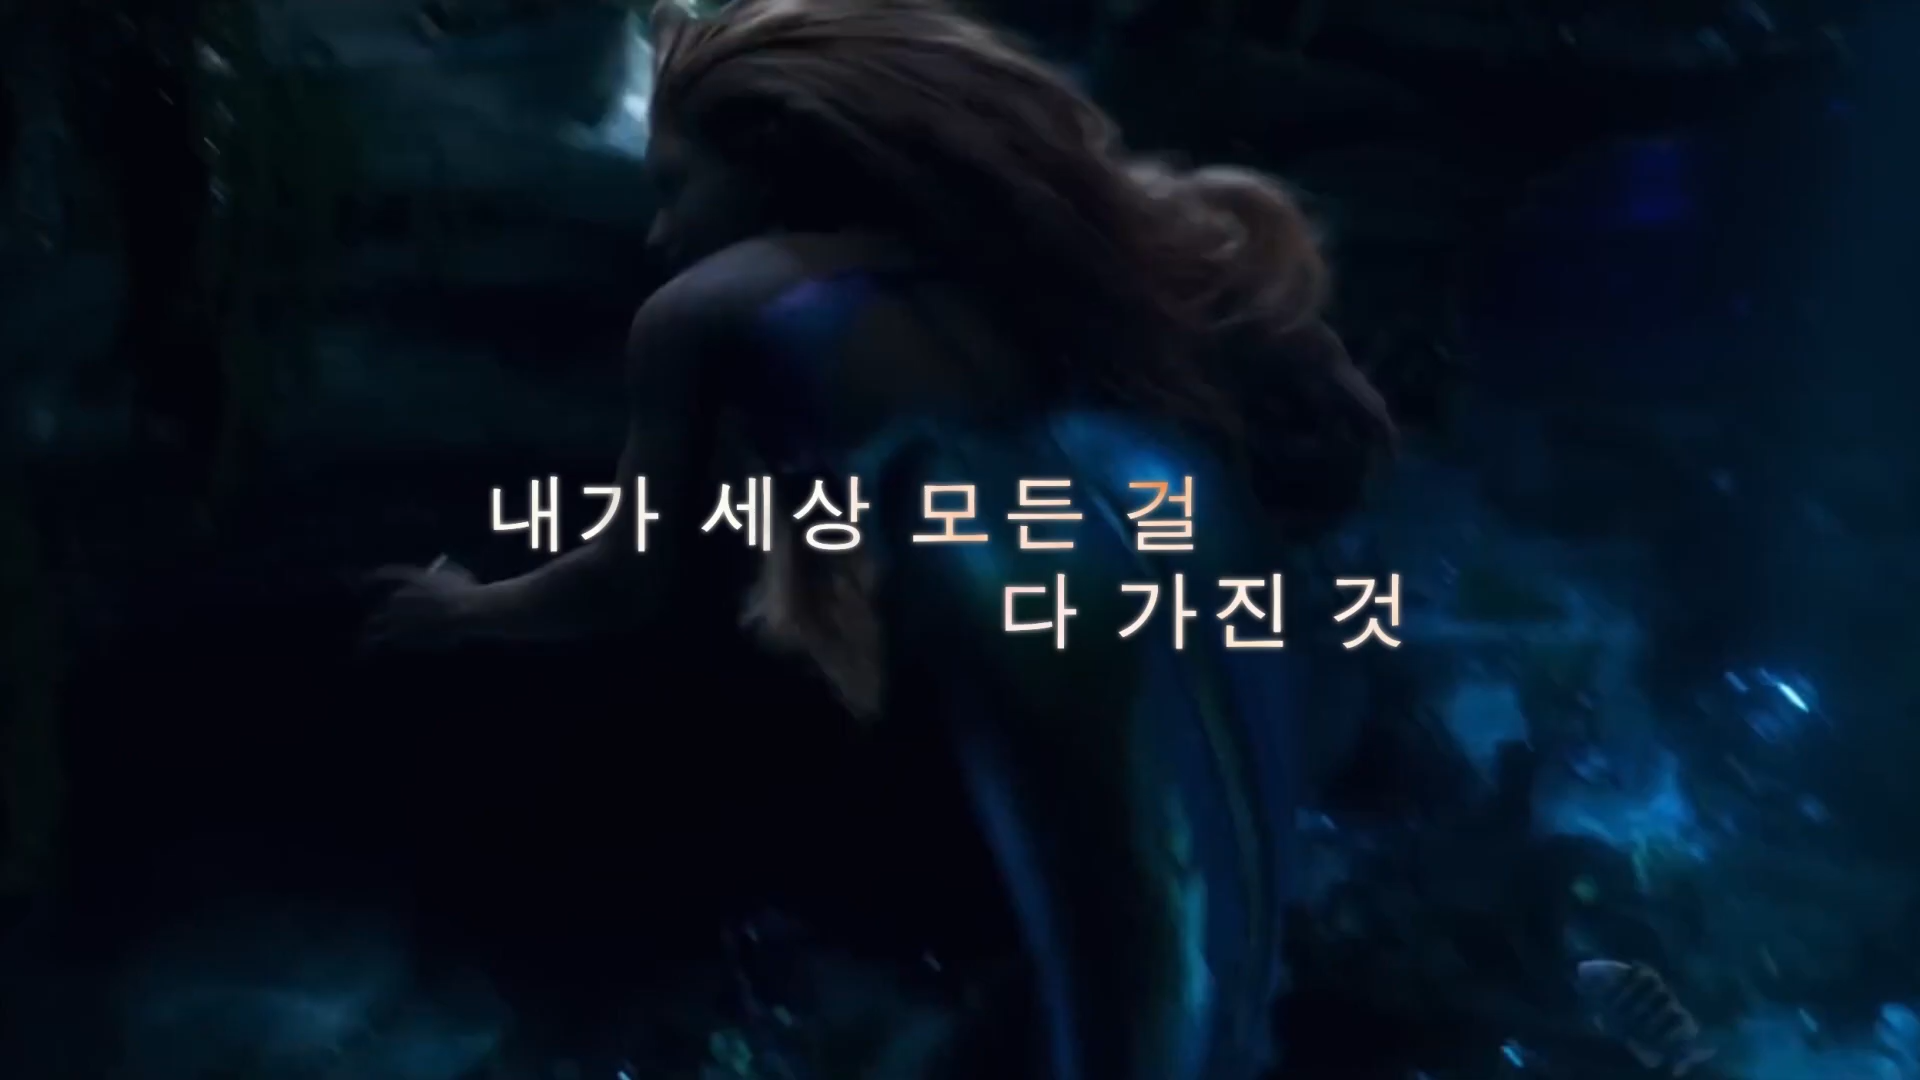 내가 세상 모든 걸
다 가진 것